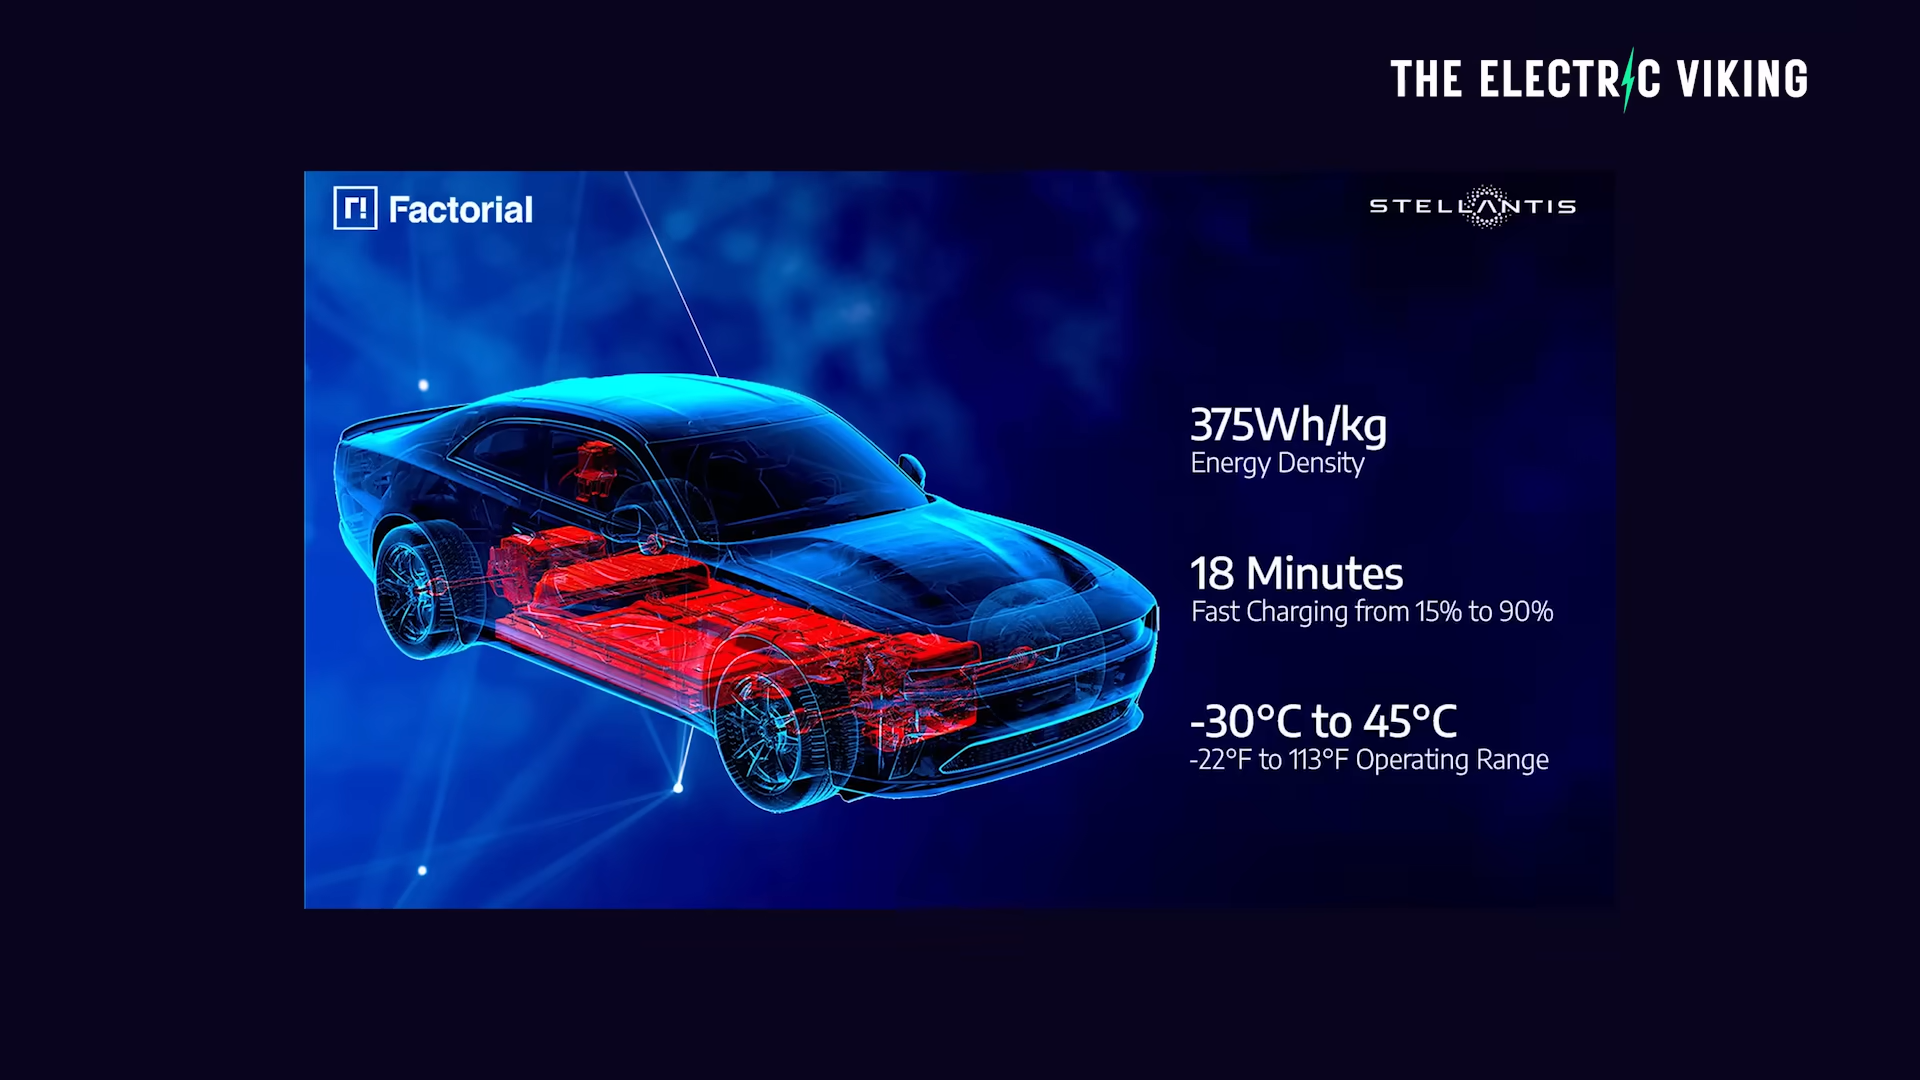 THE ELECTRIC VIKING
Factorial
STELLANTIS
375Wh/kg
Energy Density
18 Minutes
Fast Charging from 15% to 90%
-30°C to 45°C
-22°F to 113°F Operating Range